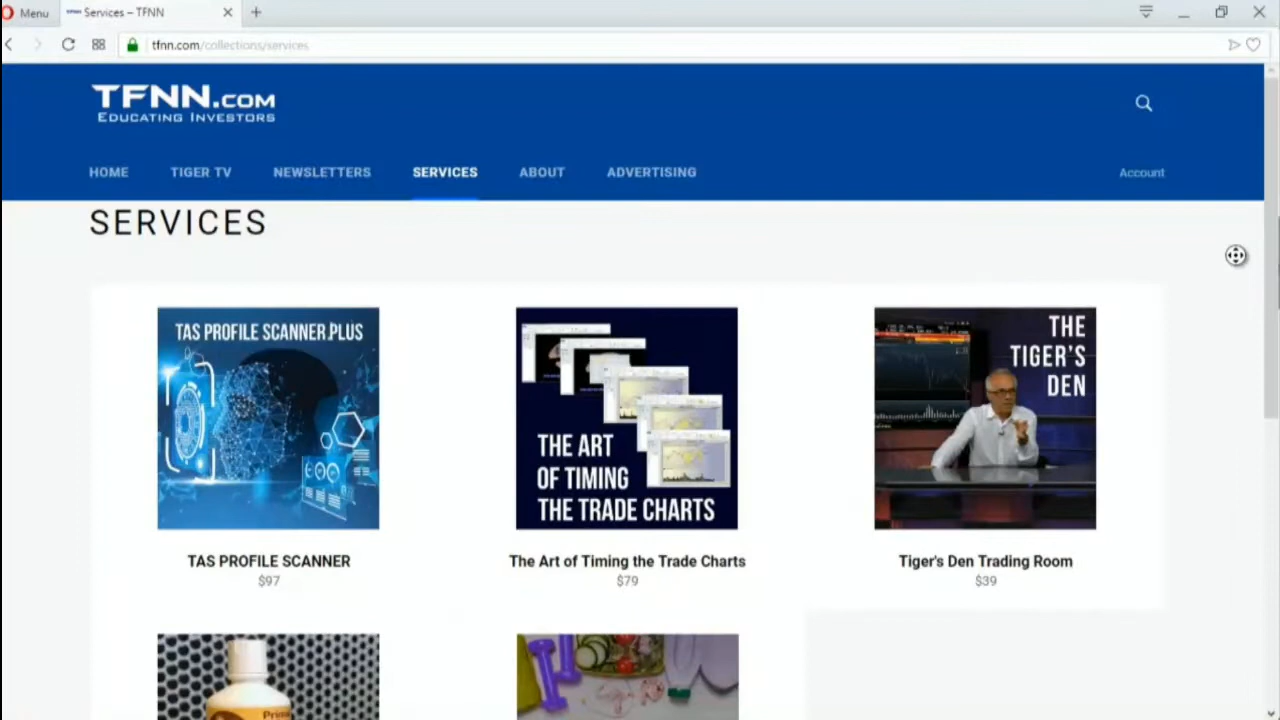 Menu
Services – TFNN
tfnn.com/collections/services
TFNN.COM
EDUCATING INVESTORS
HOME
TIGER TV
NEWSLETTERS
SERVICES
ABOUT
ADVERTISING
Account
SERVICES
TAS PROFILE SCANNER PLUS
THE ART
OF TIMING
THE TRADE CHARTS
THE
TIGER'S
DEN
TAS PROFILE SCANNER
$97
The Art of Timing the Trade Charts
$79
Tiger's Den Trading Room
$39